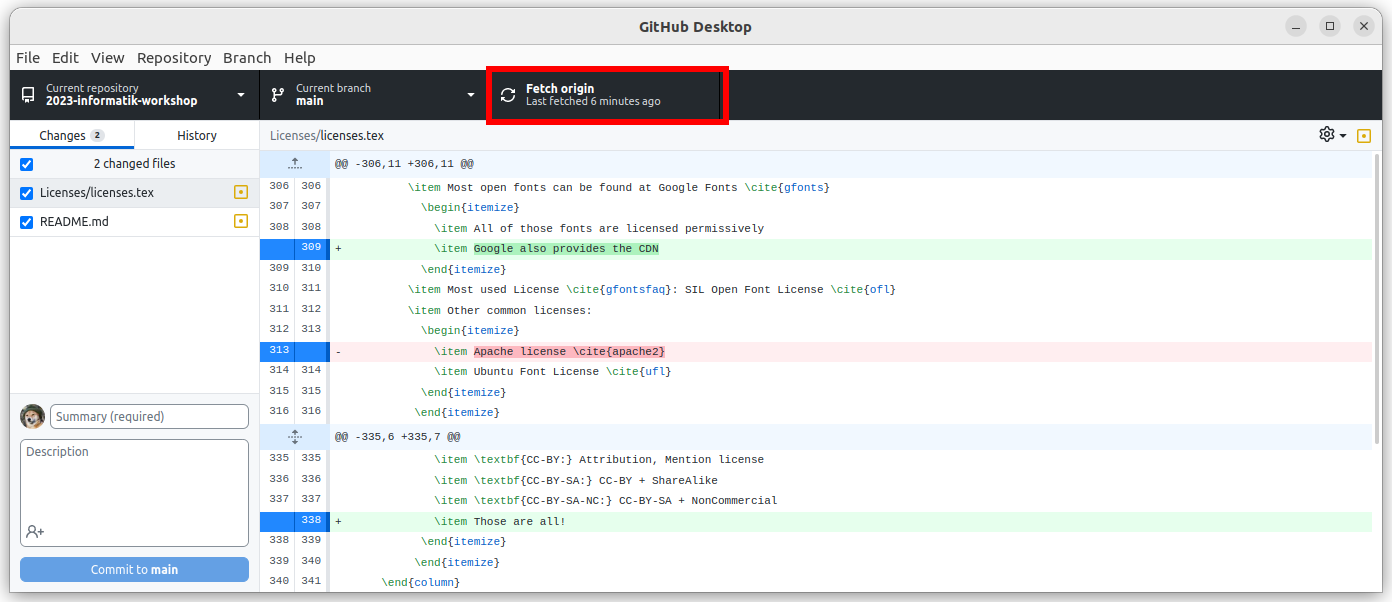 GitHub Desktop
File Edit View Repository Branch Help
Current repository
2023-informatik-workshop
Current branch
main
Fetch origin
Last fetched 6 minutes ago
Changes 2 History
2 changed files
Licenses/licenses.tex
README.md
Summary (required)
Description
Commit to main
Licenses/licenses.tex
@@ -306,11 +306,11 @@
306 306 \item Most open fonts can be found at Google Fonts \cite{gfonts}
307 307 \begin{itemize}
308 308 \item All of those fonts are licensed permissively
309 + \item Google also provides the CDN
309 310 \end{itemize}
310 311 \item Most used License \cite{gfontsfaq}: SIL Open Font License \cite{ofl}
311 312 \item Other common licenses:
312 313 \begin{itemize}
313 - \item Apache license \cite{apache2}
314 314 \item Ubuntu Font License \cite{ufl}
315 315 \end{itemize}
316 316 \end{itemize}
@@ -335,6 +335,7 @@
335 335 \item \textbf{CC-BY:} Attribution, Mention license
336 336 \item \textbf{CC-BY-SA:} CC-BY + ShareAlike
337 337 \item \textbf{CC-BY-SA-NC:} CC-BY-SA + NonCommercial
338 + \item Those are all!
338 339 \end{itemize}
339 340 \end{itemize}
340 341 \end{column}